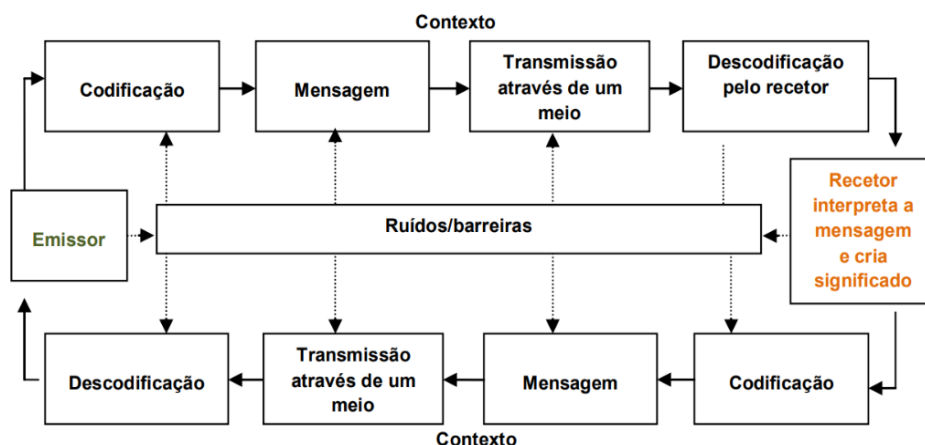 Contexto
Codificação
Mensagem
Transmissão
através de um
meio
Descodificação
pelo recetor
Emissor
Ruídos/barreiras
Recetor
interpreta a
mensagem
e cria
significado
Descodificação
Transmissão
através de um
meio
Mensagem
Codificação
Contexto